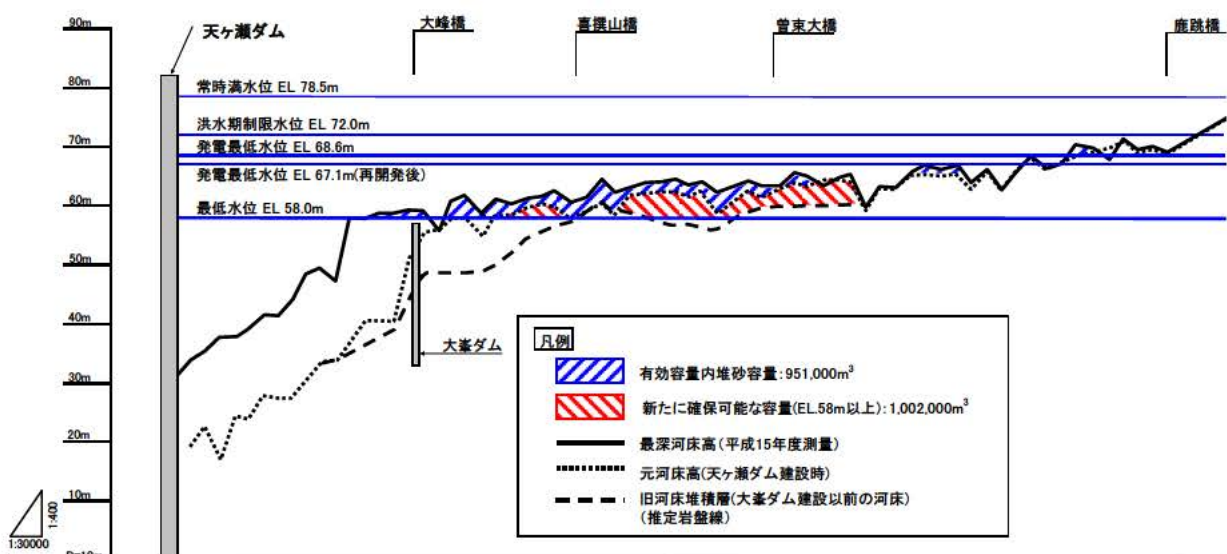 90m
80m
70m
60m
50m
40m
30m
20m
10m
天ヶ瀬ダム
大峰橋
喜撰山橋
曽束大橋
鹿跳橋
常時満水位 EL 78.5m
洪水期制限水位 EL 72.0m
発電最低水位 EL 68.6m
発電最低水位 EL 67.1m(再開発後)
最低水位 EL 58.0m
大峯ダム
凡例
有効容量内堆砂容量:951,000m³
新たに確保可能な容量(EL.58m以上):1,002,000m³
最深河床高(平成15年度測量)
元河床高(天ヶ瀬ダム建設時)
旧河床堆積層(大峯ダム建設以前の河床)
(推定岩盤線)
1:400
1:30000